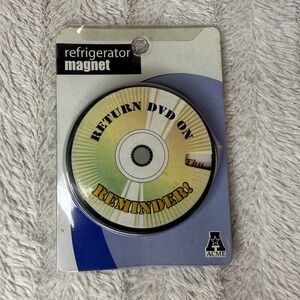 refrigerator
magnet
RETURN DVD ON
Thu
REMINDER!
A
ACME